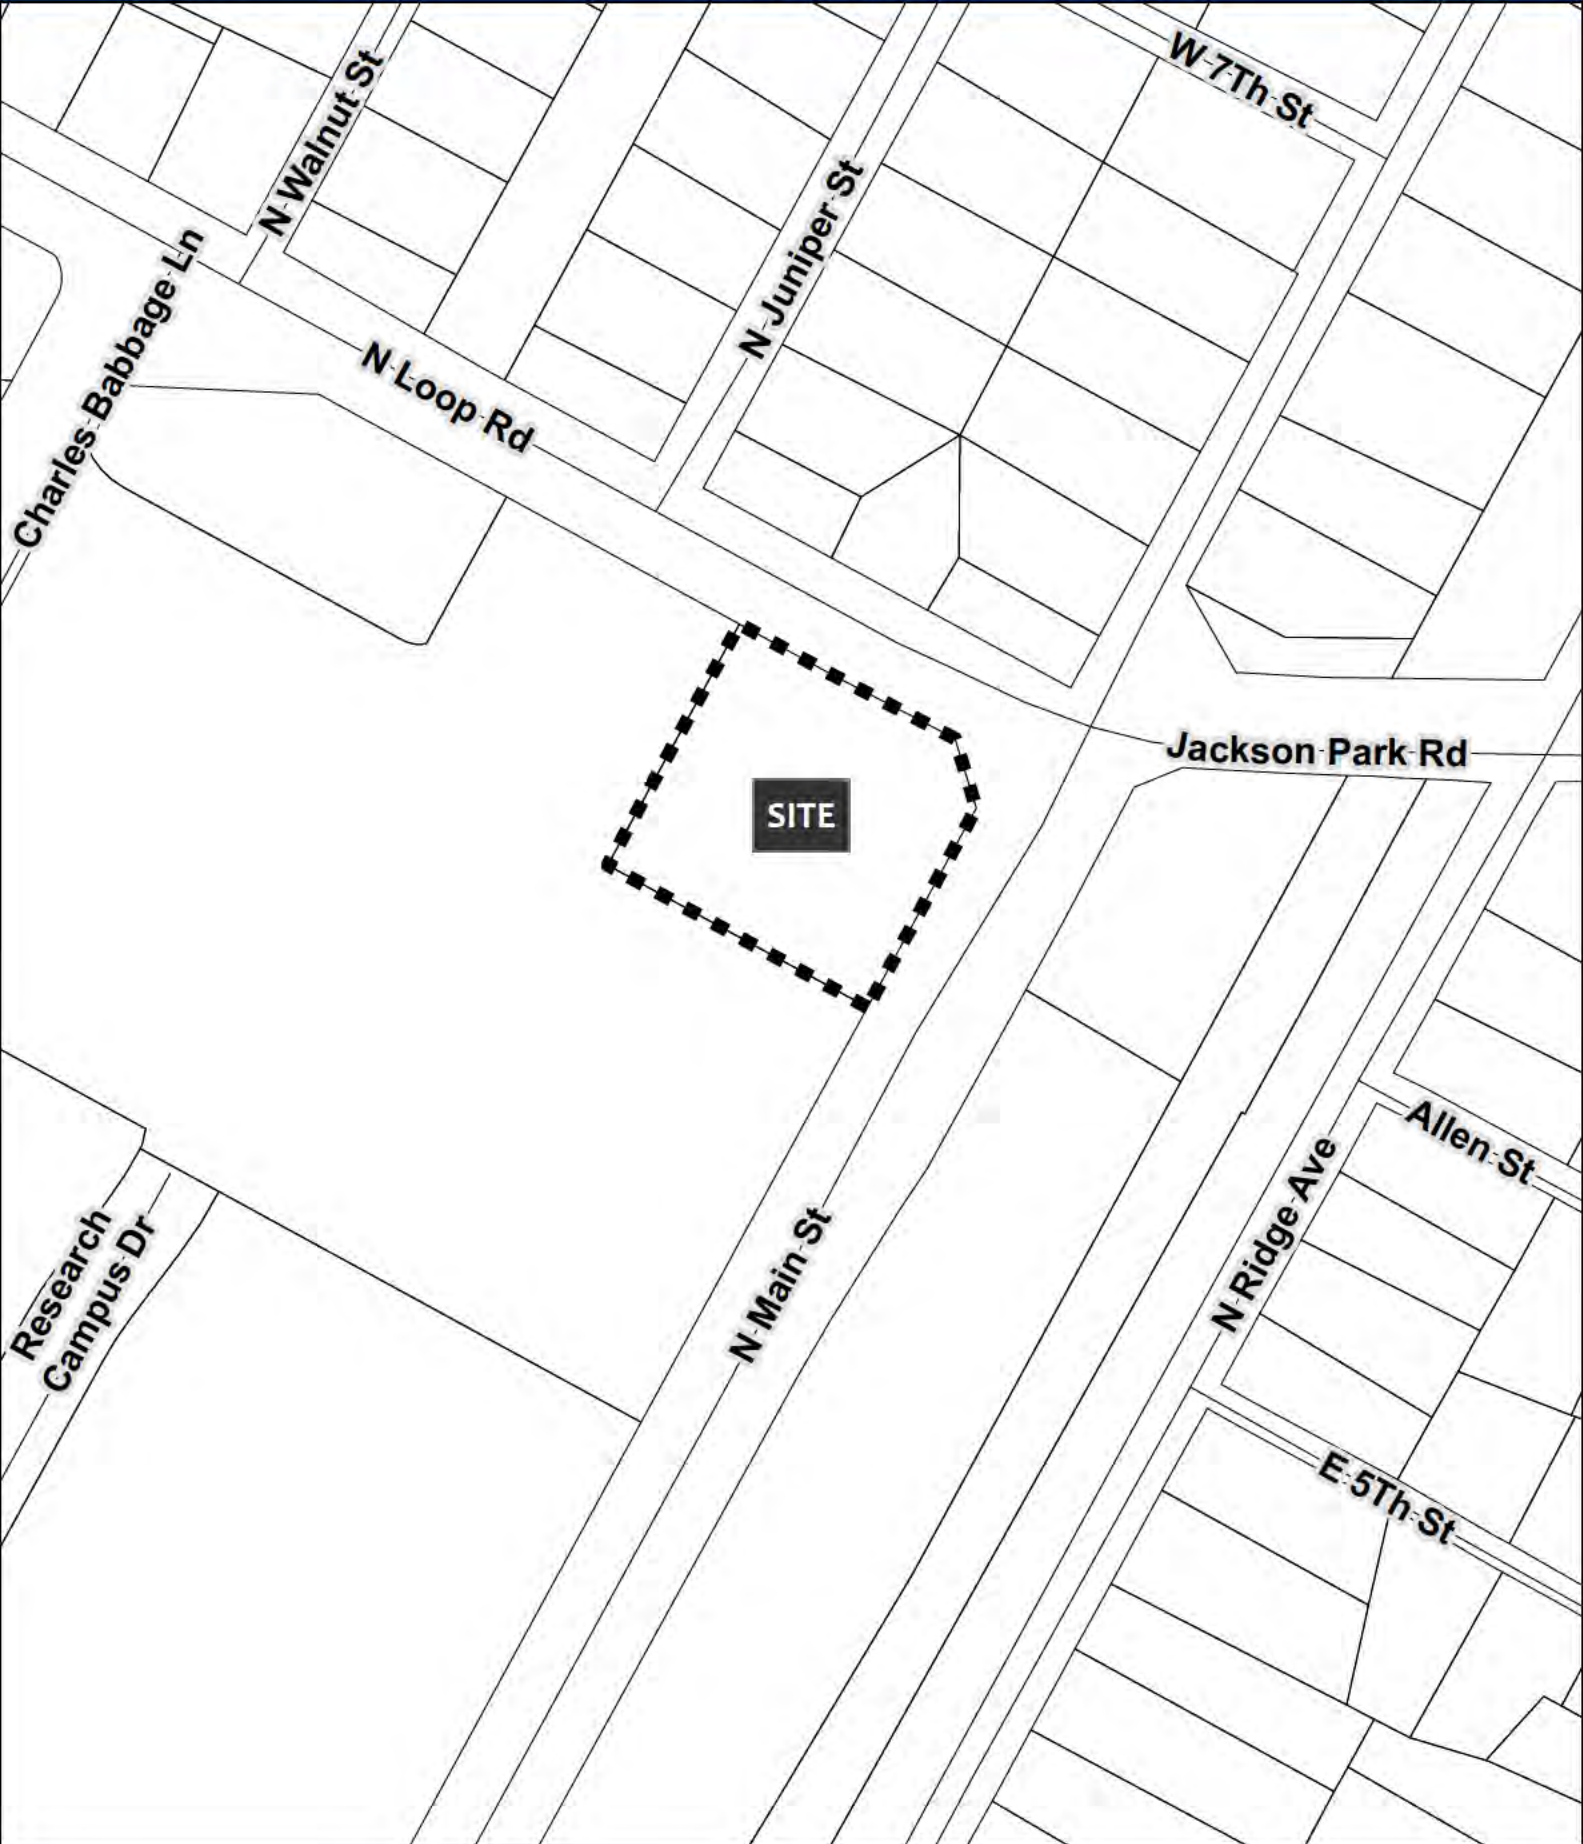 W 7Th St
N Walnut St
N Juniper St
Charles Babbage Ln
N Loop Rd
Jackson Park Rd
SITE
Allen St
N Ridge Ave
N Main St
Research
Campus Dr
E 5Th St